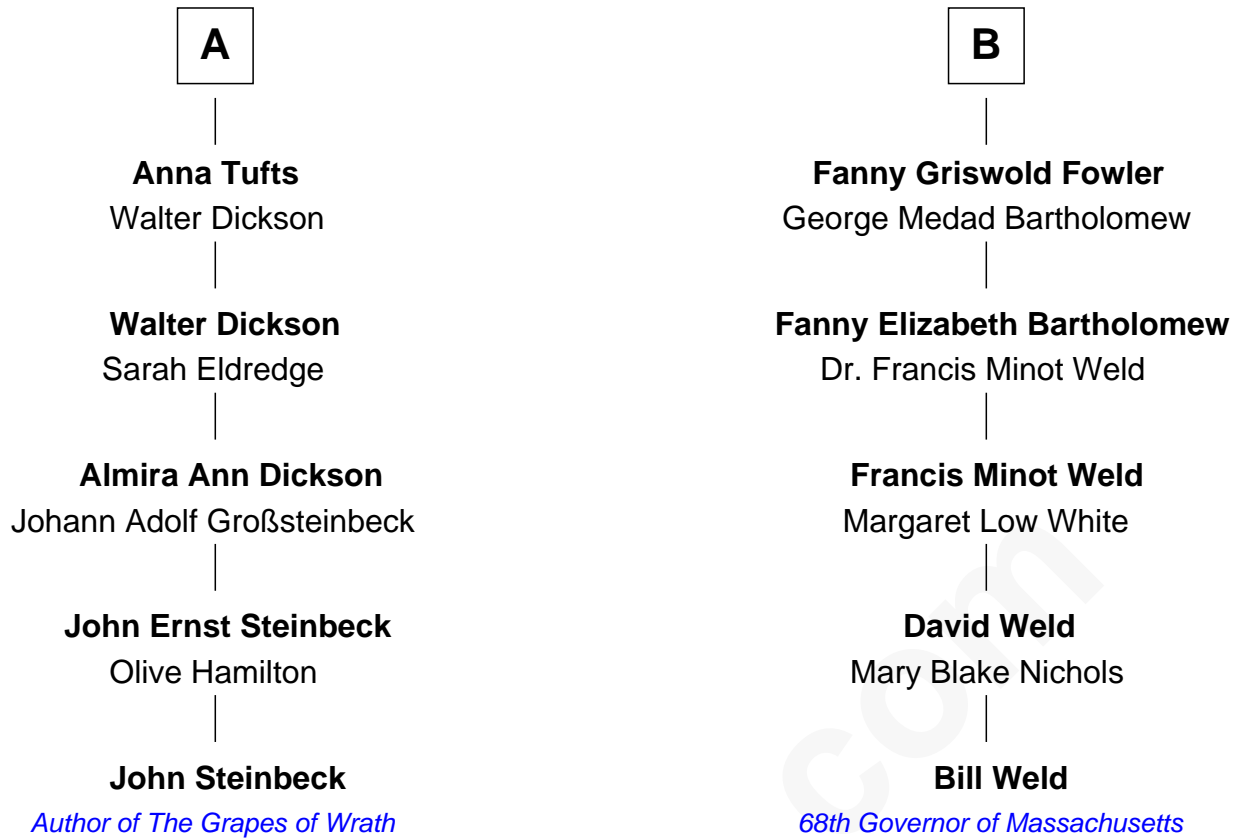 A
Anna Tufts
Walter Dickson
Walter Dickson
Sarah Eldredge
Almira Ann Dickson
Johann Adolf Großsteinbeck
John Ernst Steinbeck
Olive Hamilton
John Steinbeck
Author of The Grapes of Wrath
B
Fanny Griswold Fowler
George Medad Bartholomew
Fanny Elizabeth Bartholomew
Dr. Francis Minot Weld
Francis Minot Weld
Margaret Low White
David Weld
Mary Blake Nichols
Bill Weld
68th Governor of Massachusetts
com